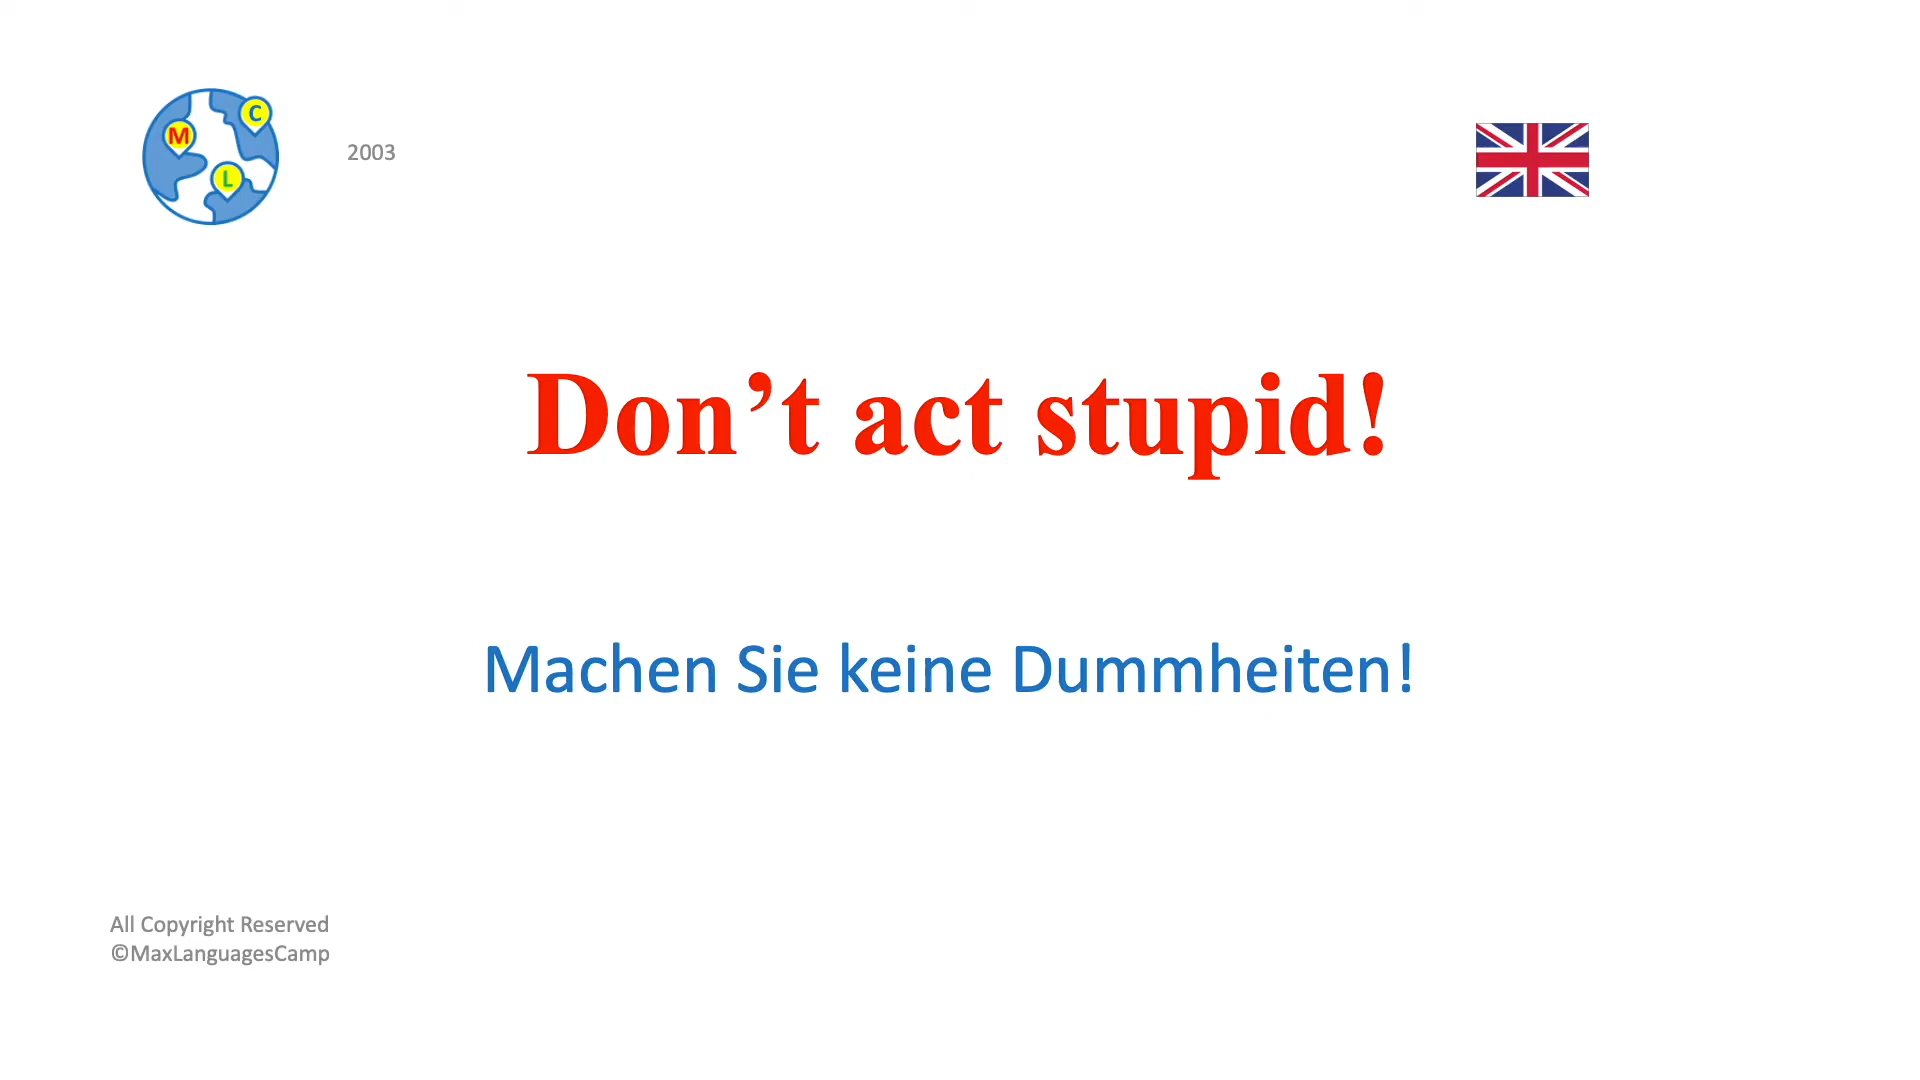 M
C
L
2003
Don’t act stupid!
Machen Sie keine Dummheiten!
All Copyright Reserved
©MaxLanguagesCamp